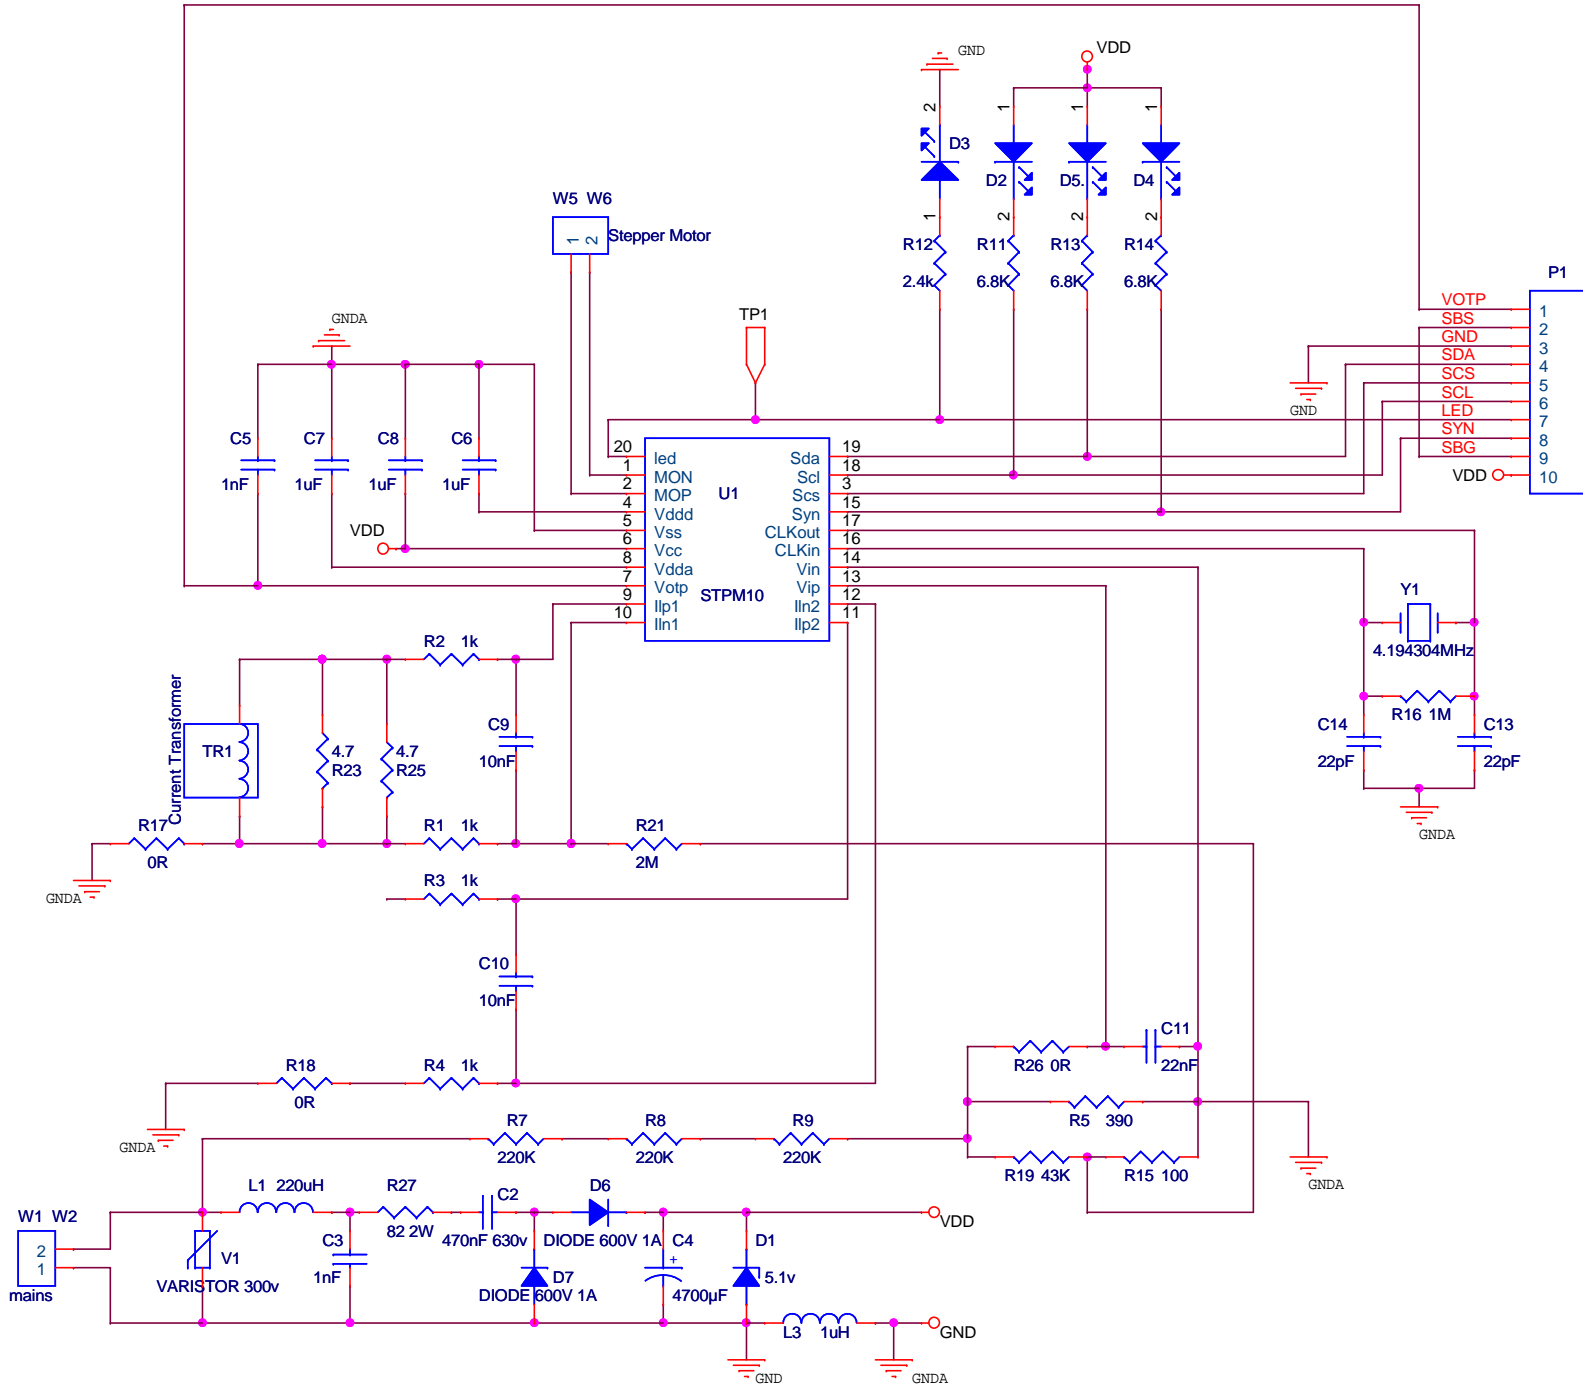 GND
VDD
2
1
1
1
D3
D2
D5.
D4
1
2
2
2
R12
R11
R13
R14
2.4k
6.8K
6.8K
6.8K
W5 W6
1
2
Stepper Motor
TP1
GNDA
P1
VOTP
1
SBS
2
GND
3
SDA
4
SCS
5
SCL
6
LED
7
SYN
8
SBG
9
VDD
10
GND
C5
C7
C8
C6
1nF
1uF
1uF
1uF
VDD
20
led
1
MON
2
MOP
4
Vddd
5
Vss
6
Vcc
8
Vdda
7
Votp
9
IIp1
10
IIn1
U1
STPM10
19
Sda
18
Scl
3
Scs
15
Syn
17
CLKout
16
CLKin
14
Vin
13
Vip
12
IIn2
11
IIp2
Y1
4.194304MHz
R16 1M
C14
22pF
C13
22pF
GNDA
R2 1k
C9
10nF
Current Transformer
TR1
4.7
R23
4.7
R25
R17
0R
GNDA
R1 1k
R21
2M
R3 1k
C10
10nF
R18
0R
R4 1k
GNDA
C11
22nF
R26 0R
R5 390
R19 43K
R15 100
GNDA
R7
220K
R8
220K
R9
220K
L1 220uH
R27
82 2W
C2
470nF 630v
D6
DIODE 600V 1A
VDD
W1 W2
2
1
mains
V1
VARISTOR 300v
C3
1nF
D7
DIODE 600V 1A
C4
+
4700µF
D1
5.1v
L3 1uH
GND
GND
GNDA